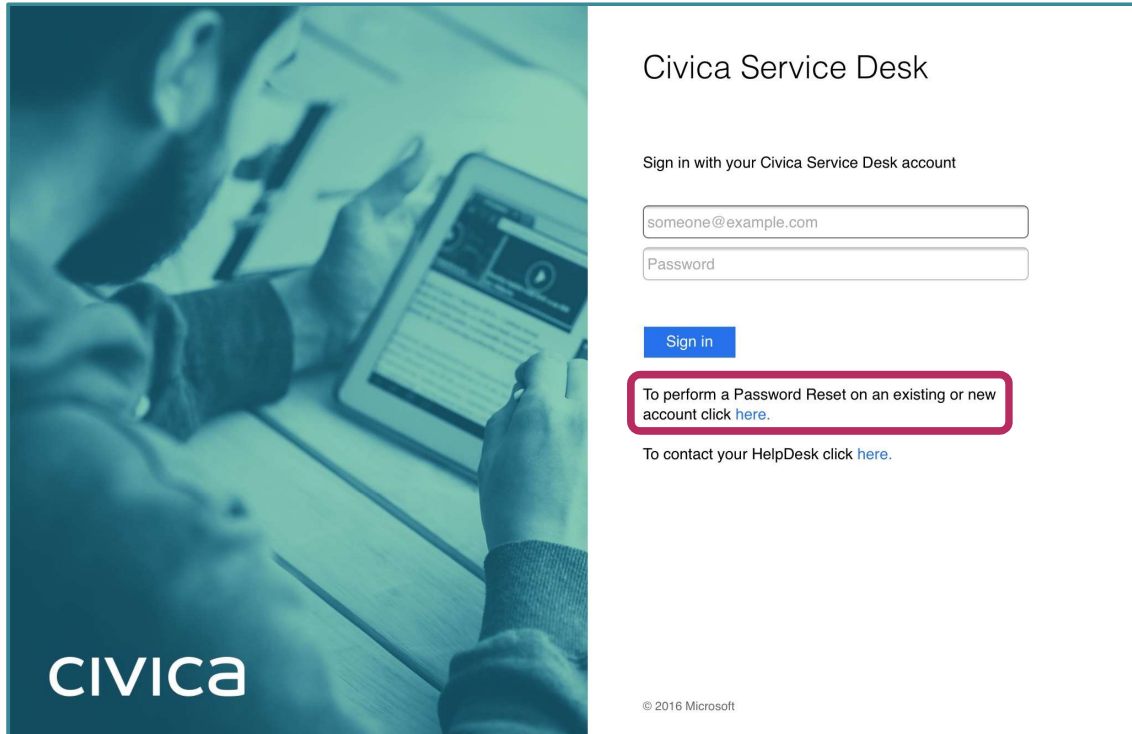 Civica Service Desk
Sign in with your Civica Service Desk account
someone@example.com
Password
Sign in
To perform a Password Reset on an existing or new
account click here.
To contact your HelpDesk click here.
CIVICA
© 2016 Microsoft